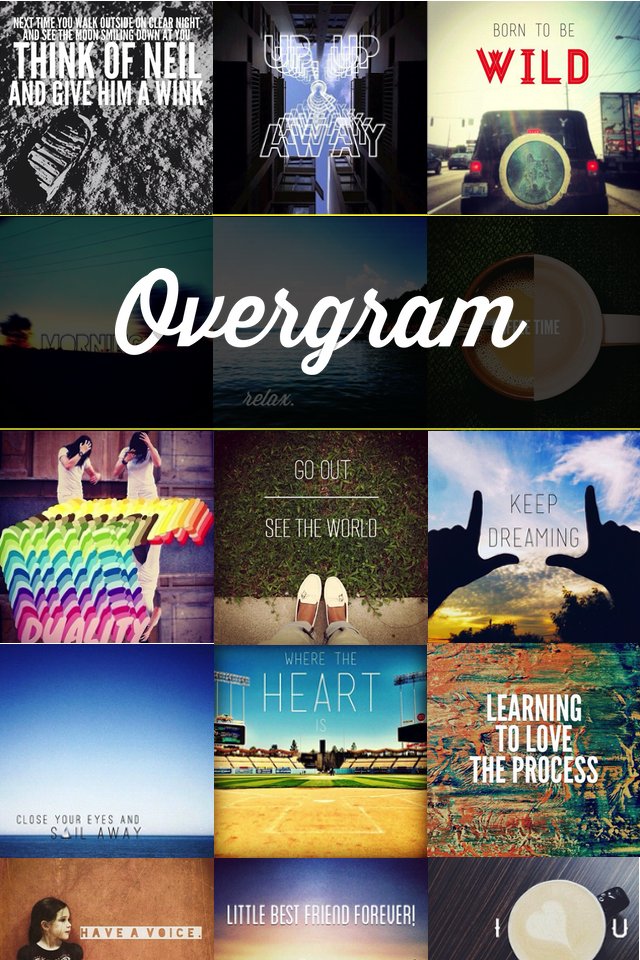 NEXT TIME YOU WALK OUTSIDE ON CLEAR NIGHT
AND SEE THE MOON SMILING DOWN AT YOU
THINK OF NEIL
AND GIVE HIM A WINK
UP, UP
&
AWAY
BORN TO BE
WILD
MORNING
relax.
TIME
Overgram
DUALITY
GO OUT
SEE THE WORLD
KEEP
DREAMING
CLOSE YOUR EYES AND
SAIL AWAY
WHERE THE
HEART
IS
LEARNING
TO LOVE
THE PROCESS
HAVE A VOICE.
LITTLE BEST FRIEND FOREVER!
I U